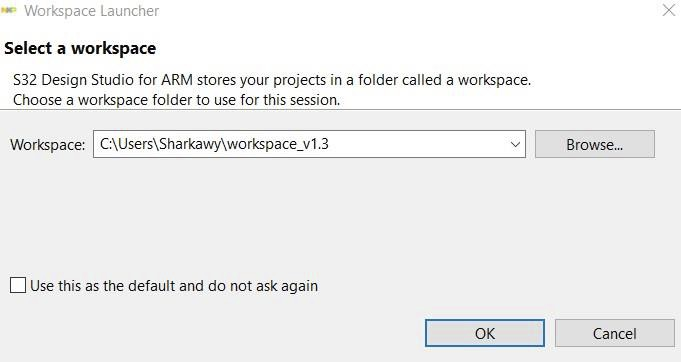 NXP Workspace Launcher
Select a workspace
S32 Design Studio for ARM stores your projects in a folder called a workspace.
Choose a workspace folder to use for this session.
Workspace: C:\Users\Sharkawy\workspace_v1.3 Browse...
Use this as the default and do not ask again
OK Cancel